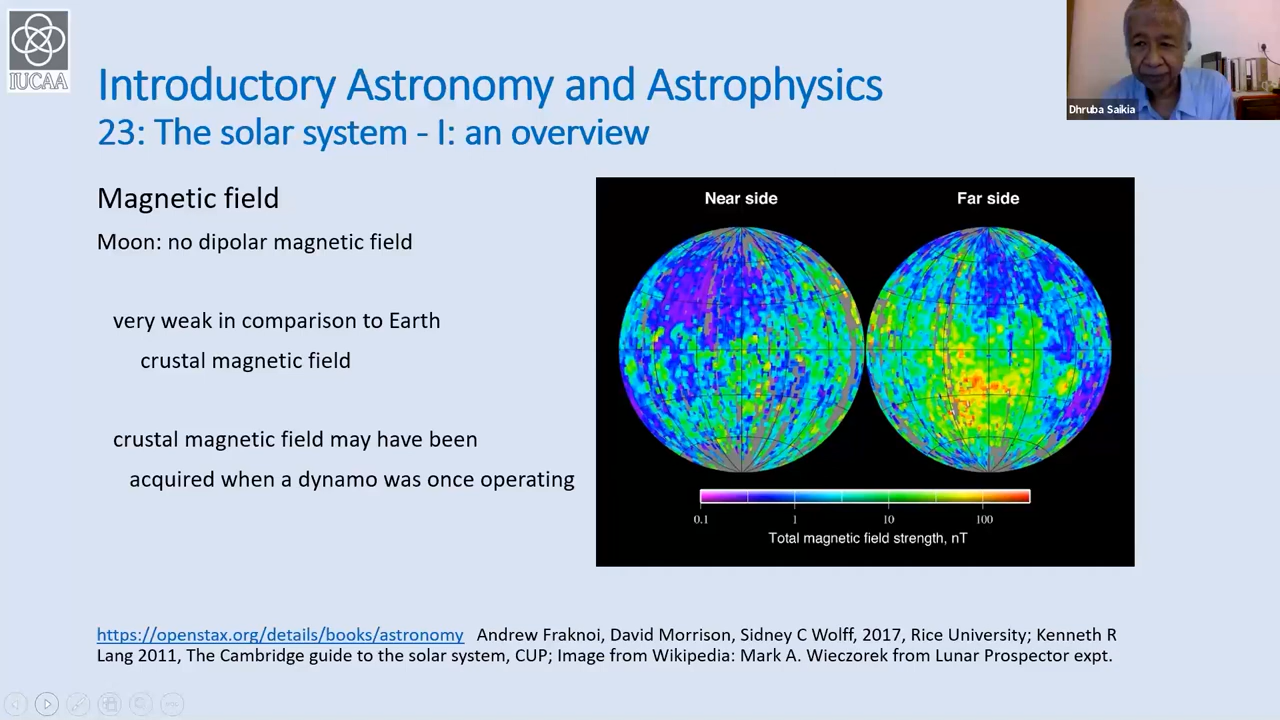 IUCAA
Introductory Astronomy and Astrophysics
23: The solar system - I: an overview
Dhruba Saikia
Magnetic field
Moon: no dipolar magnetic field
very weak in comparison to Earth
crustal magnetic field
crustal magnetic field may have been
acquired when a dynamo was once operating
Near side
Far side
0.1
1
10
100
Total magnetic field strength, nT
https://openstax.org/details/books/astronomy Andrew Fraknoi, David Morrison, Sidney C Wolff, 2017, Rice University; Kenneth R
Lang 2011, The Cambridge guide to the solar system, CUP; Image from Wikipedia: Mark A. Wieczorek from Lunar Prospector expt.